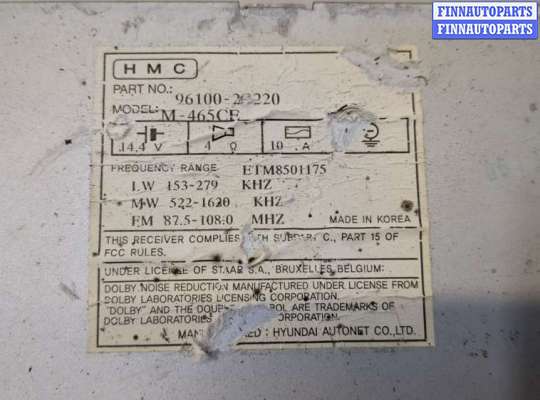 FINNAUTOPARTS
FINNAUTOPARTS
HMC
PART NO.: 96100-2C220
MODEL: M-465CE
14.4 V 4 Ω 10 A
FREQUENCY RANGE ETM8501175
LW 153-279 KHZ
MW 522-1620 KHZ
FM 87.5-108.0 MHZ MADE IN KOREA
THIS RECEIVER COMPLIES PART 15 OF
FCC RULES.
UNDER LICENSE OF S.A., BRUXELLES, BELGIUM.
DOLBY NOISE REDUCTION MANUFACTURED UNDER LICENSE FROM
DOLBY LABORATORIES LICENSING CORPORATION.
"DOLBY" AND THE ARE TRADEMARKS OF
DOLBY LABORATORIES CORPORATION.
: HYUNDAI AUTONET CO., LTD.